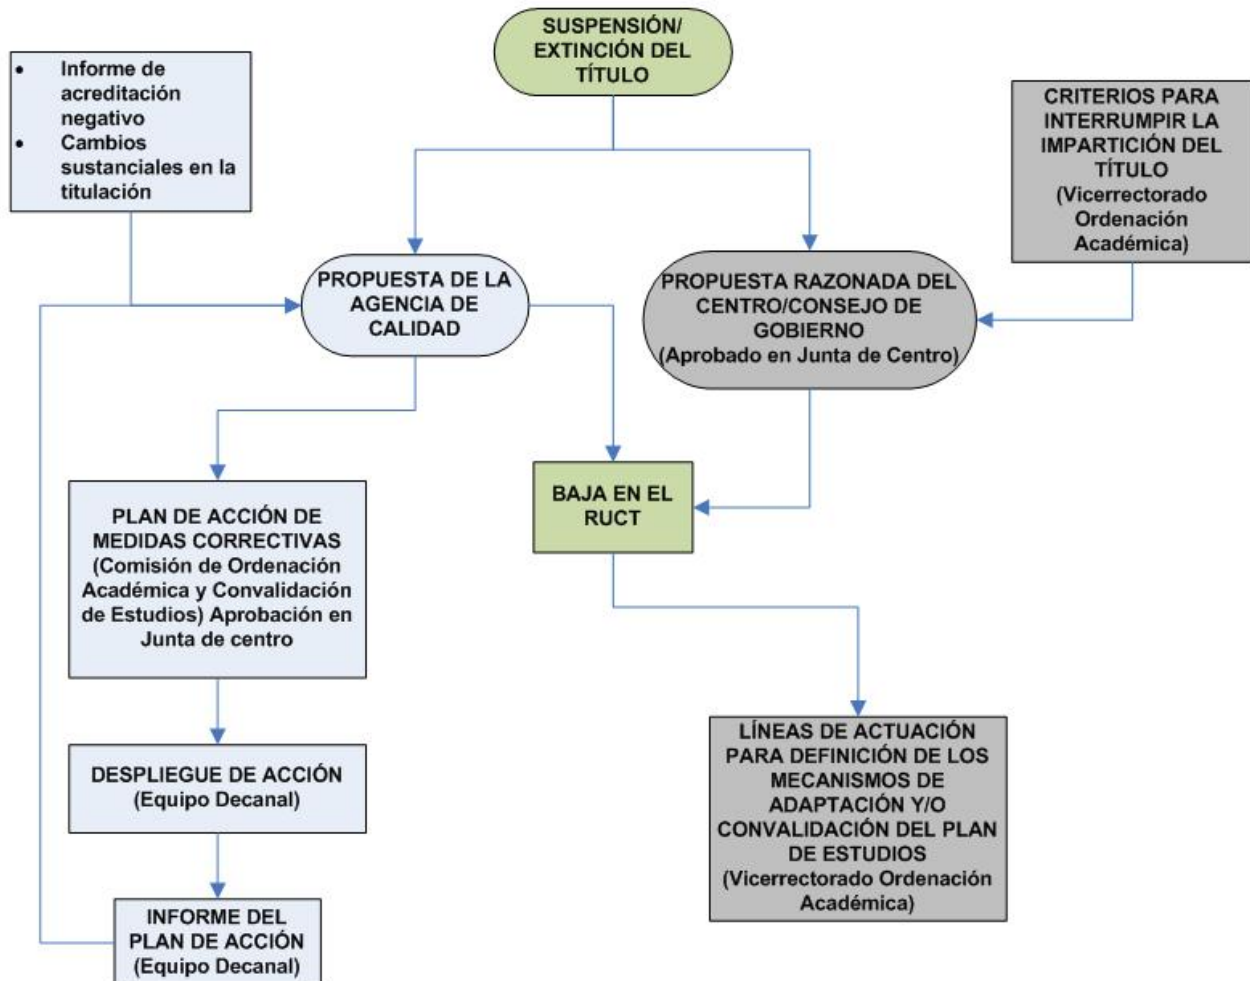 SUSPENSIÓN/
EXTINCIÓN DEL
TÍTULO
• Informe de
acreditación
negativo
• Cambios
sustanciales en la
titulación
CRITERIOS PARA
INTERRUMPIR LA
IMPARTICIÓN DEL
TÍTULO
(Vicerrectorado
Ordenación
Académica)
PROPUESTA DE LA
AGENCIA DE
CALIDAD
PROPUESTA RAZONADA DEL
CENTRO/CONSEJO DE
GOBIERNO
(Aprobado en Junta de Centro)
PLAN DE ACCIÓN DE
MEDIDAS CORRECTIVAS
(Comisión de Ordenación
Académica y Convalidación
de Estudios) Aprobación en
Junta de centro
BAJA EN EL
RUCT
DESPLIEGUE DE ACCIÓN
(Equipo Decanal)
LÍNEAS DE ACTUACIÓN
PARA DEFINICIÓN DE LOS
MECANISMOS DE
ADAPTACIÓN Y/O
CONVALIDACIÓN DEL PLAN
DE ESTUDIOS
(Vicerrectorado Ordenación
Académica)
INFORME DEL
PLAN DE ACCIÓN
(Equipo Decanal)